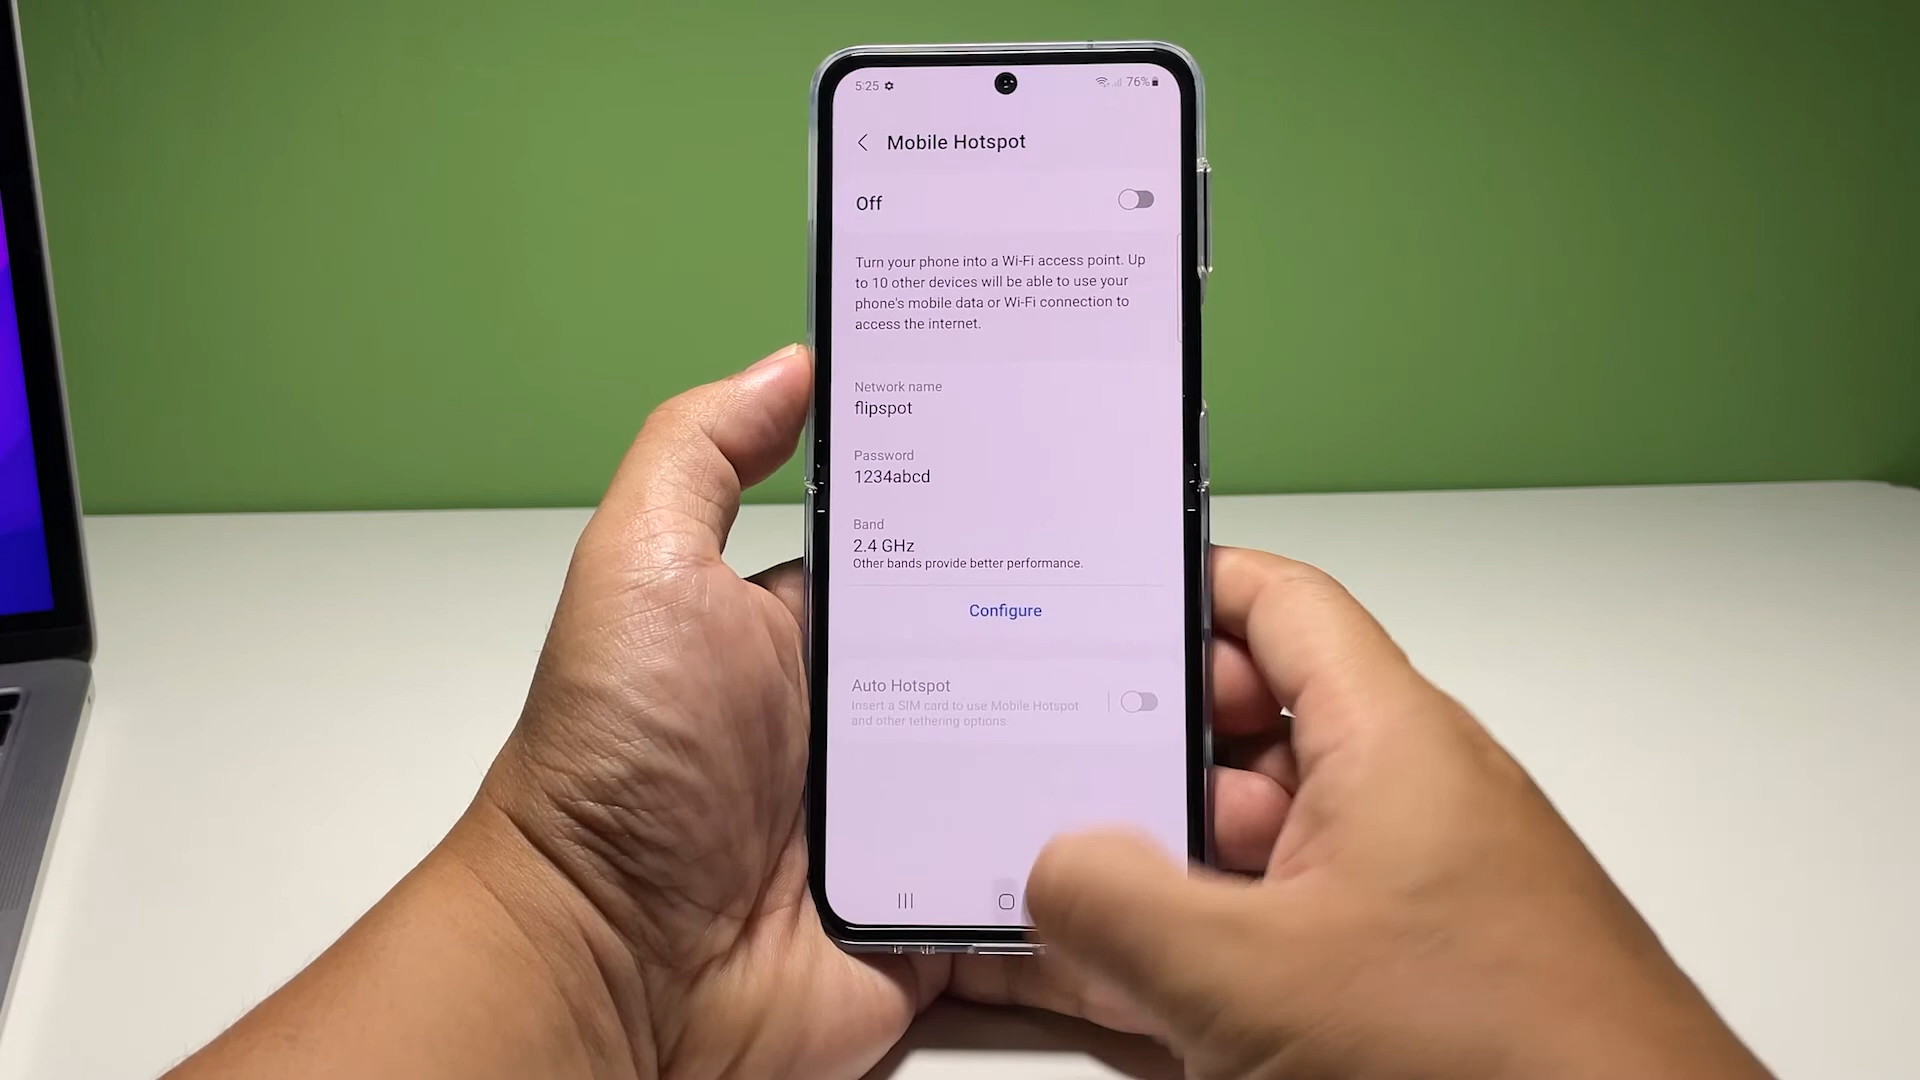 5:25
76%
Mobile Hotspot
Off
Turn your phone into a Wi-Fi access point. Up
to 10 other devices will be able to use your
phone's mobile data or Wi-Fi connection to
access the internet.
Network name
flipspot
Password
1234abcd
Band
2.4 GHz
Other bands provide better performance.
Configure
Auto Hotspot
Insert a SIM card to use Mobile Hotspot
and other tethering options.